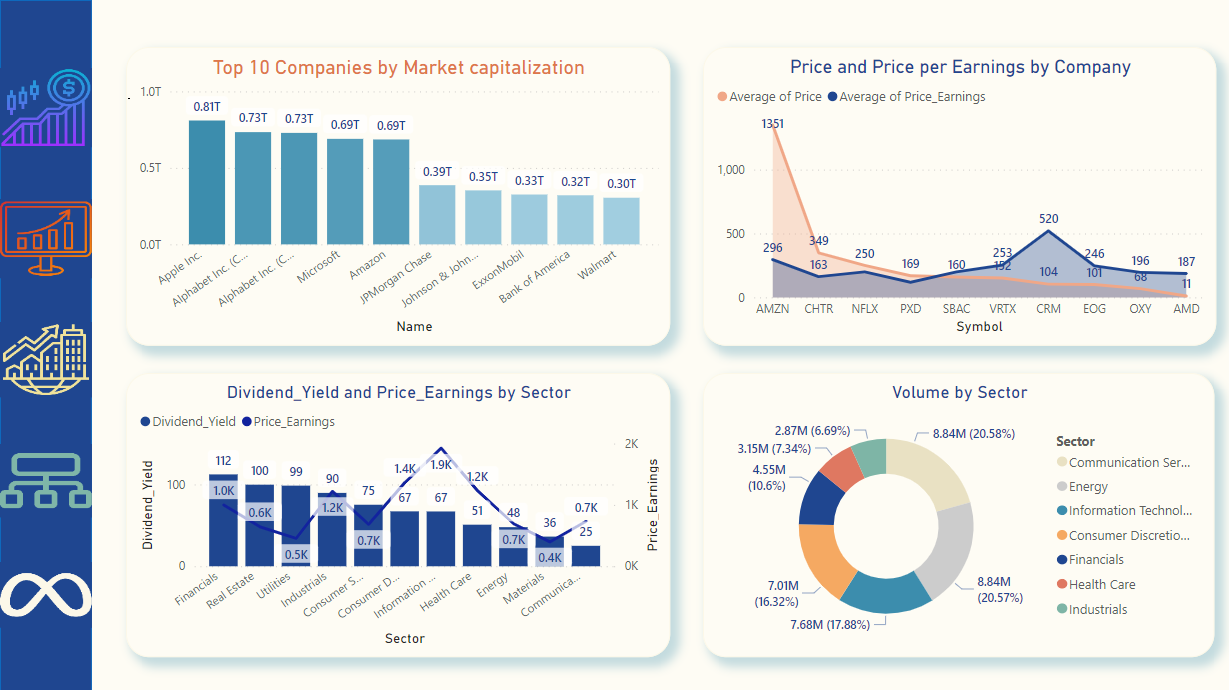 Top 10 Companies by Market capitalization
1.0T
0.5T
0.0T
0.81T
0.73T
0.73T
0.69T
0.69T
0.39T
0.35T
0.33T
0.32T
0.30T
Apple Inc.
Alphabet Inc. (C...
Alphabet Inc. (C...
Microsoft
Amazon
JPMorgan Chase
Johnson & John...
ExxonMobil
Bank of America
Walmart
Name
Price and Price per Earnings by Company
Average of Price
Average of Price_Earnings
1,000
500
0
1351
296
349
163
250
169
160
253
152
520
104
246
101
196
68
187
11
AMZN
CHTR
NFLX
PXD
SBAC
VRTX
CRM
EOG
OXY
AMD
Symbol
Dividend_Yield and Price_Earnings by Sector
Dividend_Yield
Price_Earnings
Dividend_Yield
100
0
112
100
99
90
75
67
67
51
48
36
25
1.0K
0.6K
0.5K
1.2K
0.7K
1.4K
1.9K
1.2K
0.7K
0.4K
0.7K
2K
1K
0K
Price_Earnings
Financials
Real Estate
Utilities
Industrials
Consumer S...
Consumer D...
Information ...
Health Care
Energy
Materials
Communica...
Sector
Volume by Sector
8.84M (20.58%)
8.84M
(20.57%)
7.68M (17.88%)
7.01M
(16.32%)
4.55M
(10.6%)
3.15M (7.34%)
2.87M (6.69%)
Sector
Communication Ser...
Energy
Information Technol...
Consumer Discretio...
Financials
Health Care
Industrials